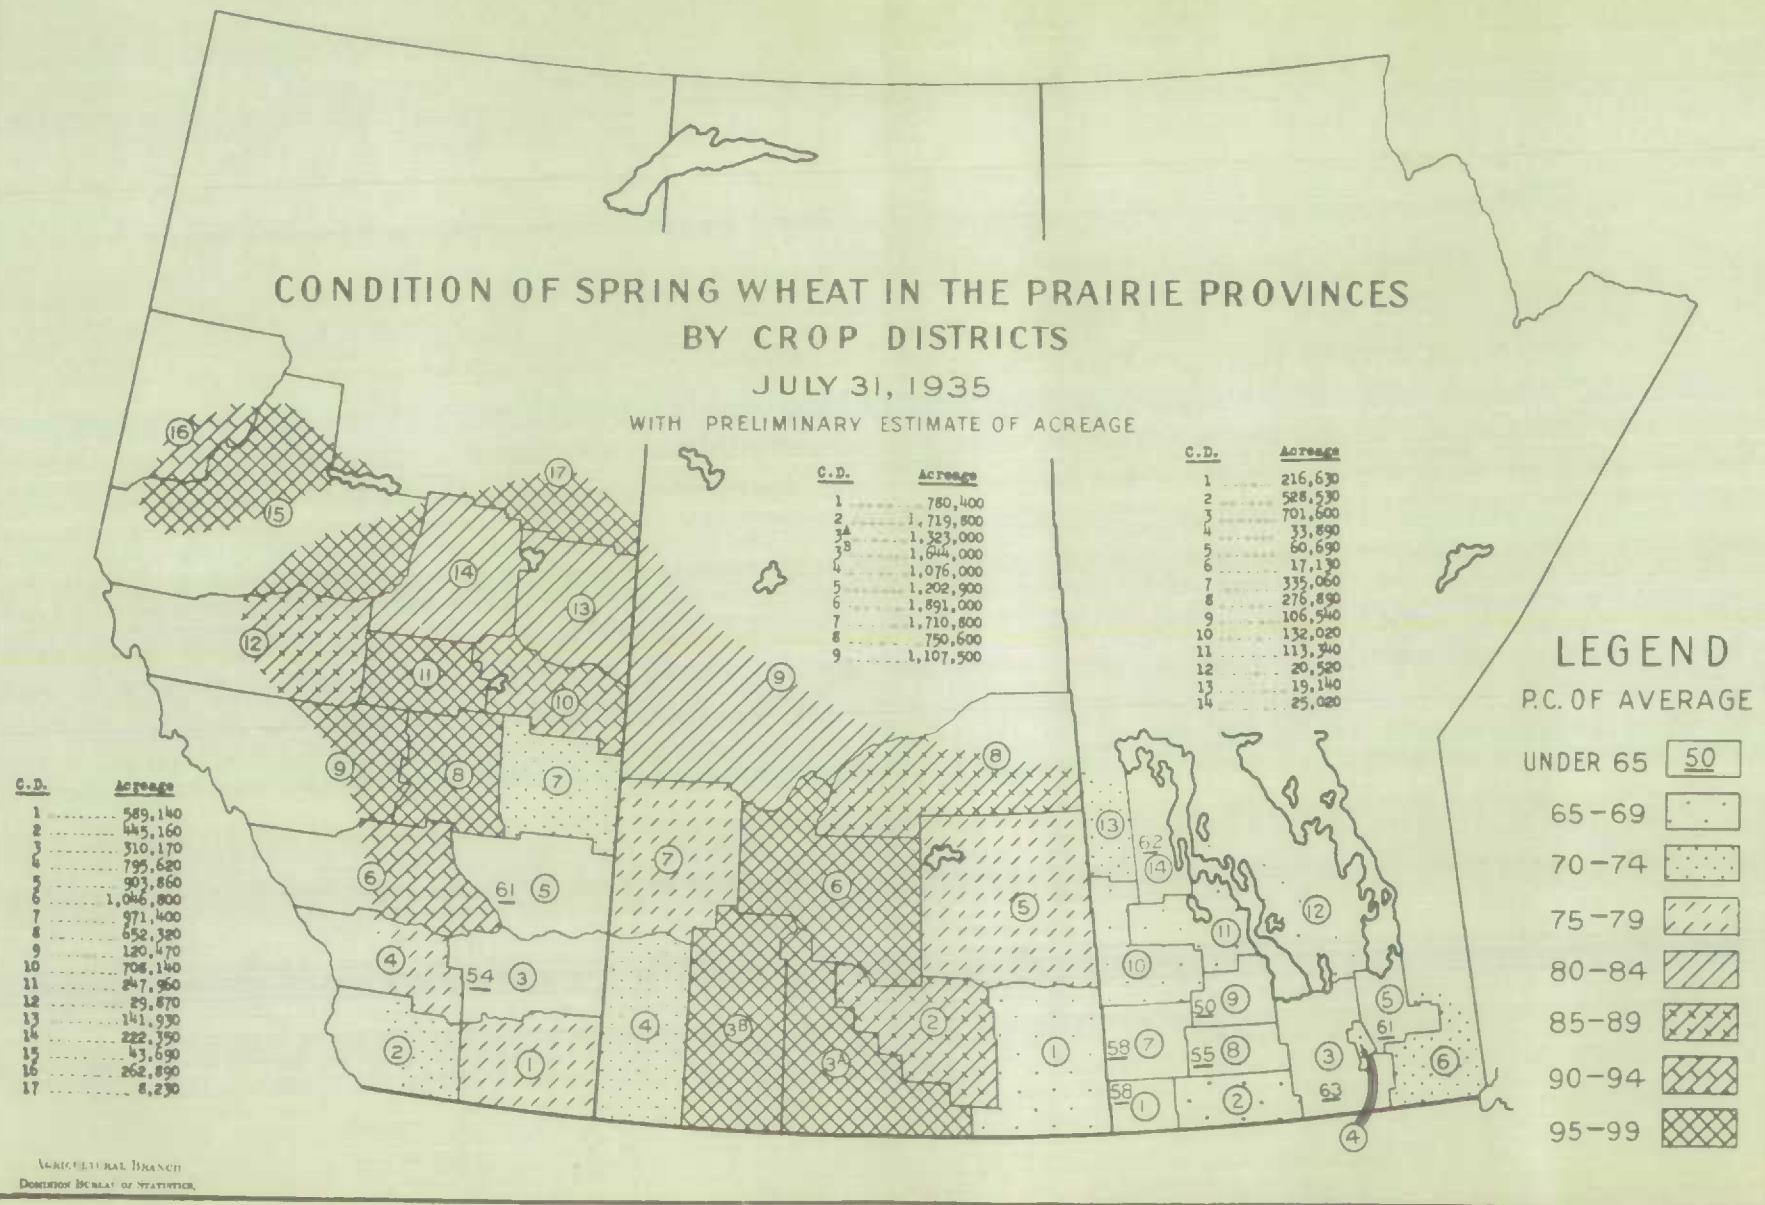 CONDITION OF SPRING WHEAT IN THE PRAIRIE PROVINCES
BY CROP DISTRICTS
JULY 31, 1935
WITH PRELIMINARY ESTIMATE OF ACREAGE
C.D. Acreage
1 ........ 589,140
2 ........ 445,160
3 ........ 310,170
4 ........ 795,620
5 ........ 903,860
6 ........ 1,046,800
7 ........ 971,400
8 ........ 652,320
9 ........ 120,470
10 ........ 708,140
11 ........ 247,960
12 ........ 29,870
13 ........ 141,930
14 ........ 222,350
15 ........ 43,690
16 ........ 262,890
17 ........ 8,230
C.D. Acreage
1 ........ 780,400
2 ........ 1,719,800
3A ........ 1,323,000
3B ........ 1,644,000
4 ........ 1,076,000
5 ........ 1,202,900
6 ........ 1,891,000
7 ........ 1,710,800
8 ........ 750,600
9 ........ 1,107,500
C.D. Acreage
1 ........ 216,630
2 ........ 528,530
3 ........ 701,600
4 ........ 33,890
5 ........ 60,690
6 ........ 17,130
7 ........ 335,060
8 ........ 276,890
9 ........ 106,540
10 ........ 132,020
11 ........ 113,340
12 ........ 20,520
13 ........ 19,140
14 ........ 25,020
LEGEND
P.C. OF AVERAGE
UNDER 65 50
65-69
70-74
75-79
80-84
85-89
90-94
95-99
16
15
17
14
13
12
11
10
9
8
7
6
61 5
4
54 3
2
1
9
8
7
6
5
4
3B
3A
2
1
13
62
14
12
11
10
50 9
5
61
58 7
55 8
3
63
6
58 1
2
4
AGRICULTURAL BRANCH
DOMINION BUREAU OF STATISTICS.